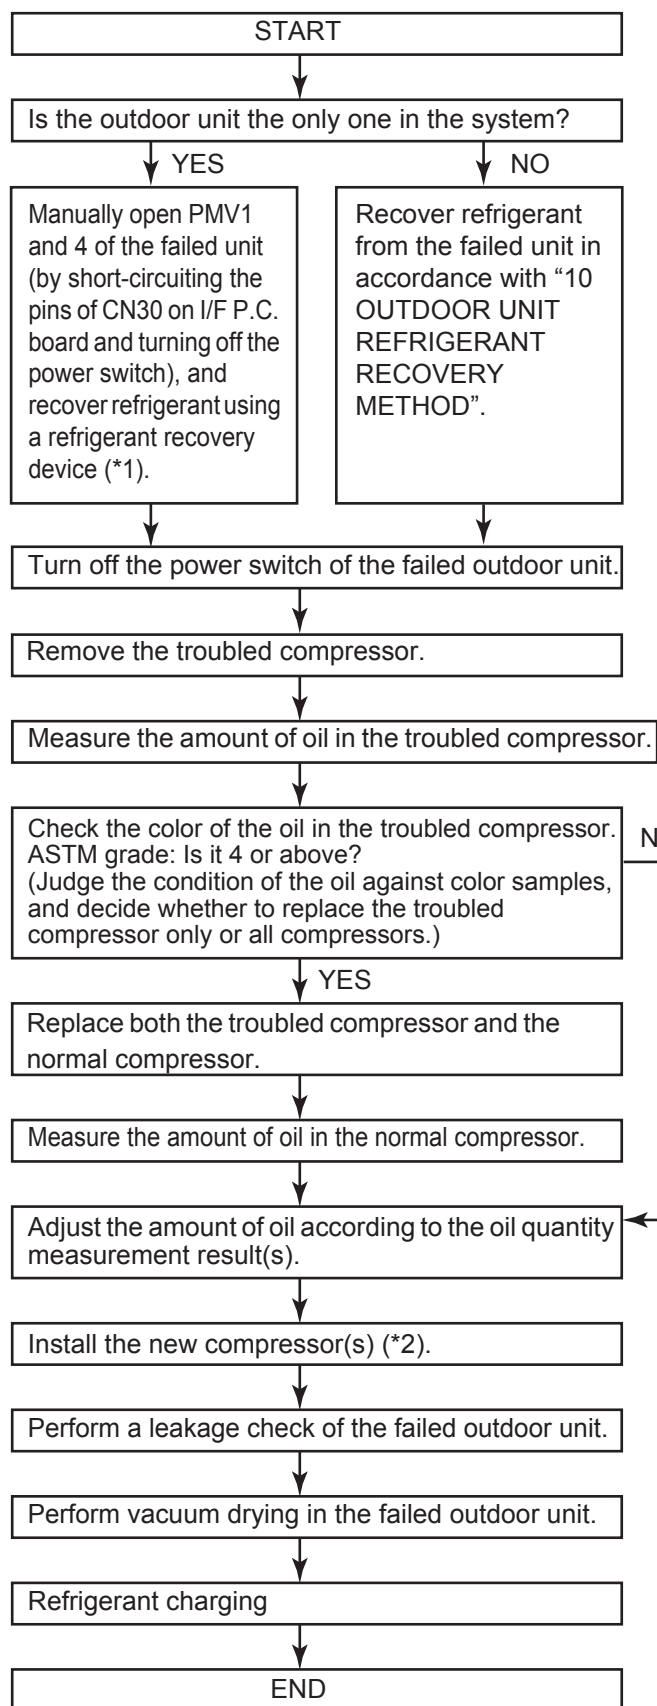 START
Is the outdoor unit the only one in the system?
YES
NO
Manually open PMV1
and 4 of the failed unit
(by short-circuiting the
pins of CN30 on I/F P.C.
board and turning off the
power switch), and
recover refrigerant using
a refrigerant recovery
device (*1).
Recover refrigerant
from the failed unit in
accordance with “10
OUTDOOR UNIT
REFRIGERANT
RECOVERY
METHOD”.
Turn off the power switch of the failed outdoor unit.
Remove the troubled compressor.
Measure the amount of oil in the troubled compressor.
Check the color of the oil in the troubled compressor.
ASTM grade: Is it 4 or above?
(Judge the condition of the oil against color samples,
and decide whether to replace the troubled
compressor only or all compressors.)
N
YES
Replace both the troubled compressor and the
normal compressor.
Measure the amount of oil in the normal compressor.
Adjust the amount of oil according to the oil quantity
measurement result(s).
Install the new compressor(s) (*2).
Perform a leakage check of the failed outdoor unit.
Perform vacuum drying in the failed outdoor unit.
Refrigerant charging
END